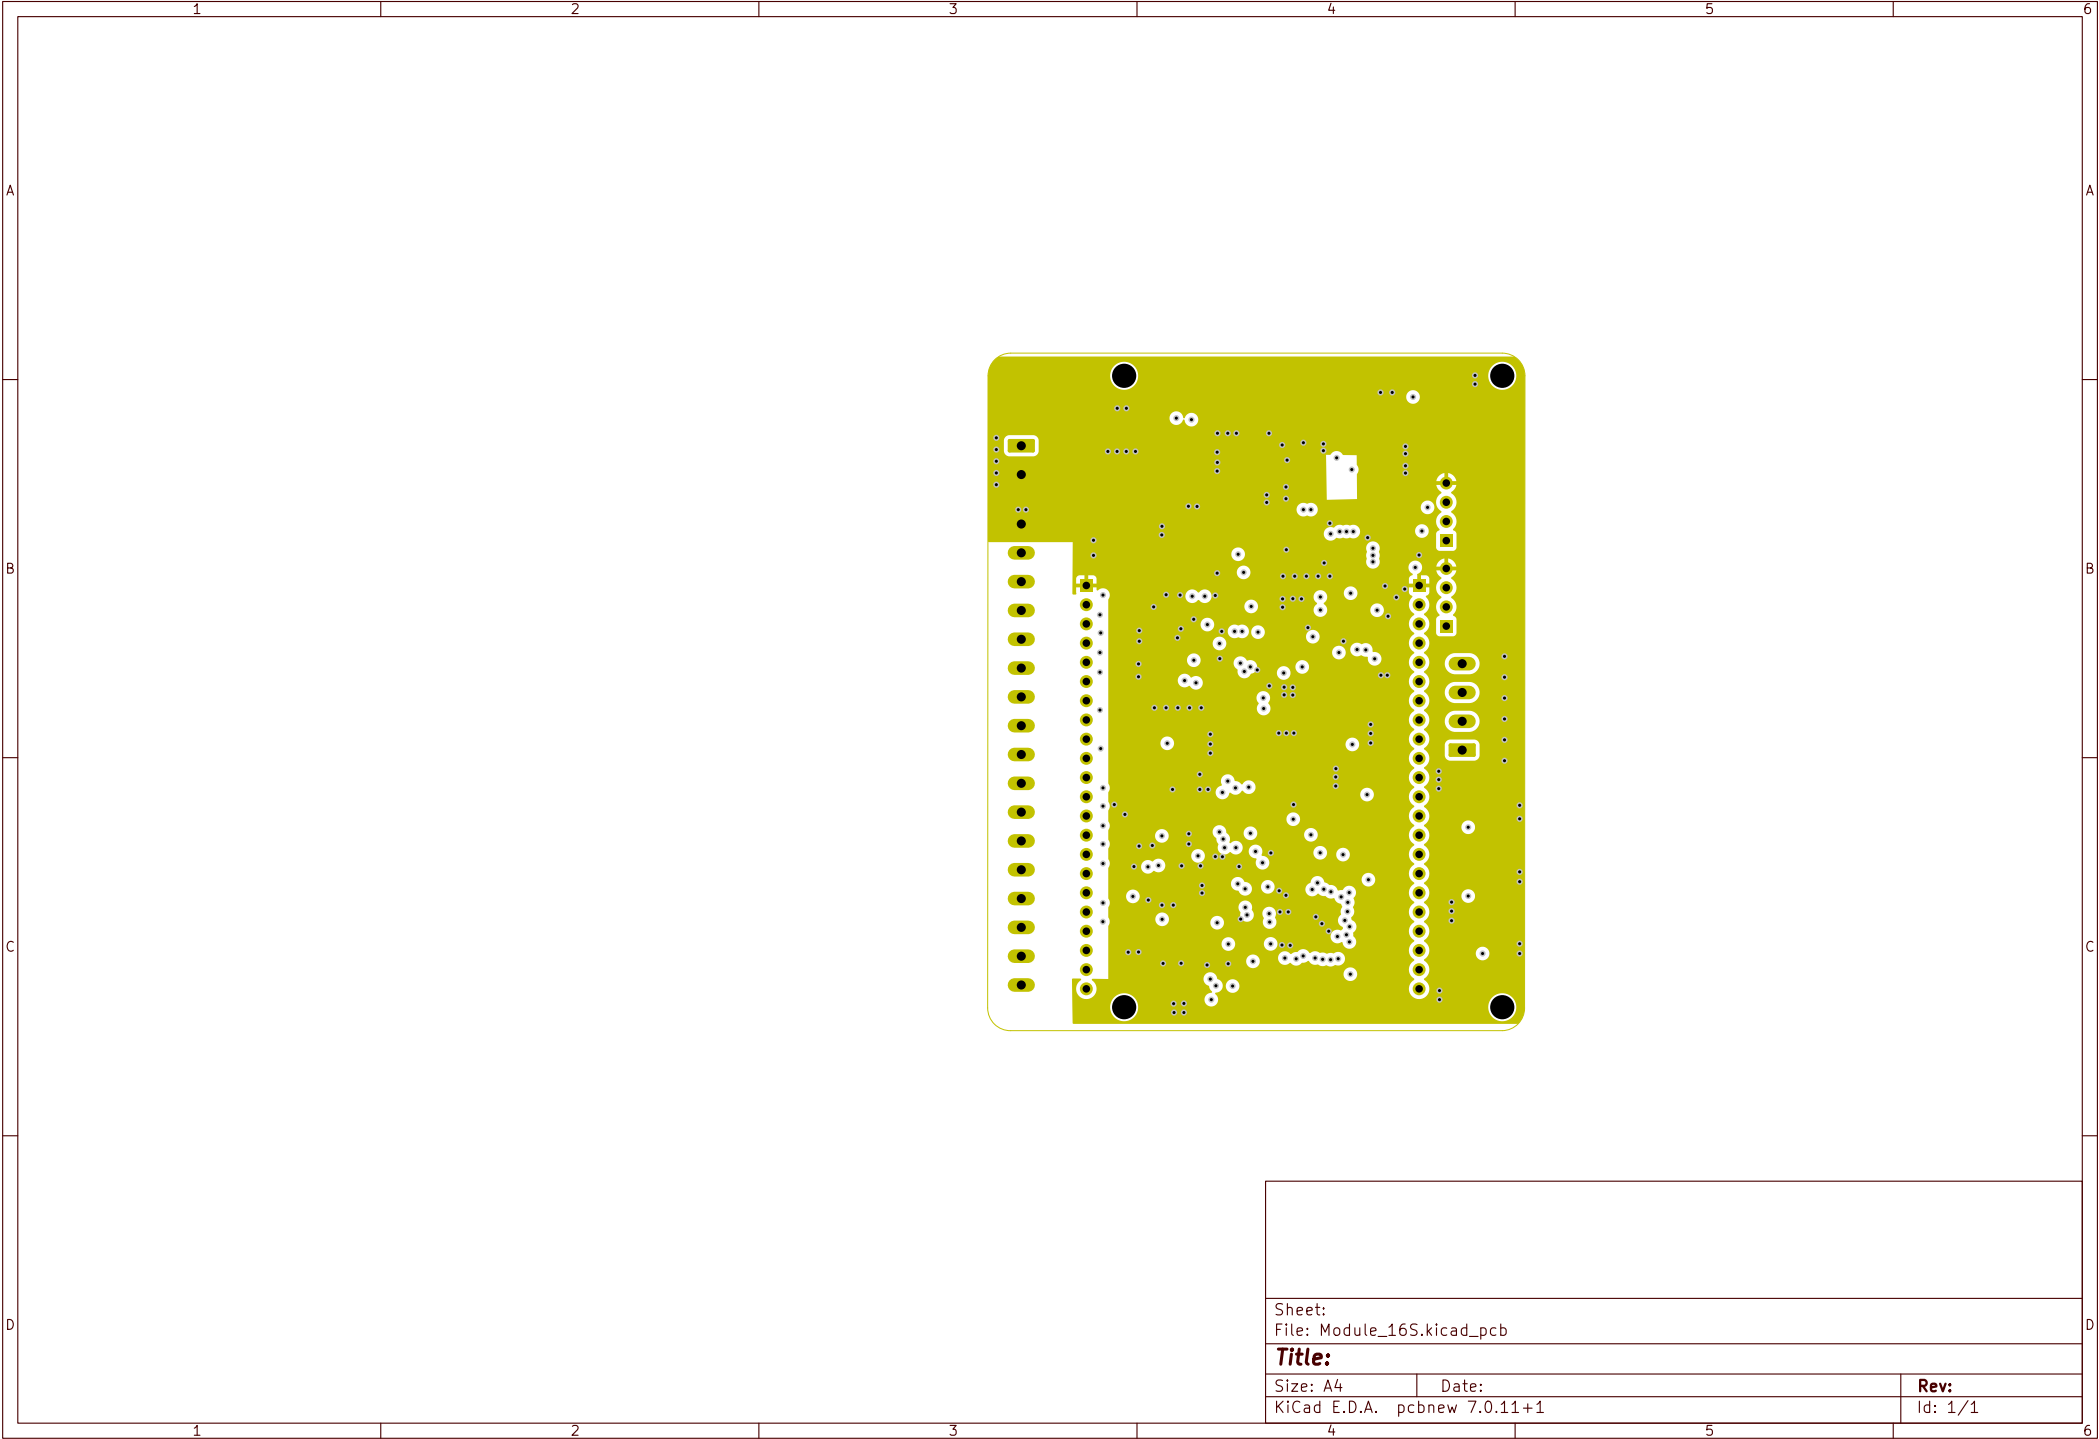 1 2 3 4 5 6
A A
B B
C C
D D
Sheet:
File: Module_16S.kicad_pcb
Title:
Size: A4 Date: Rev:
KiCad E.D.A. pcbnew 7.0.11+1 Id: 1/1
1 2 3 4 5 6